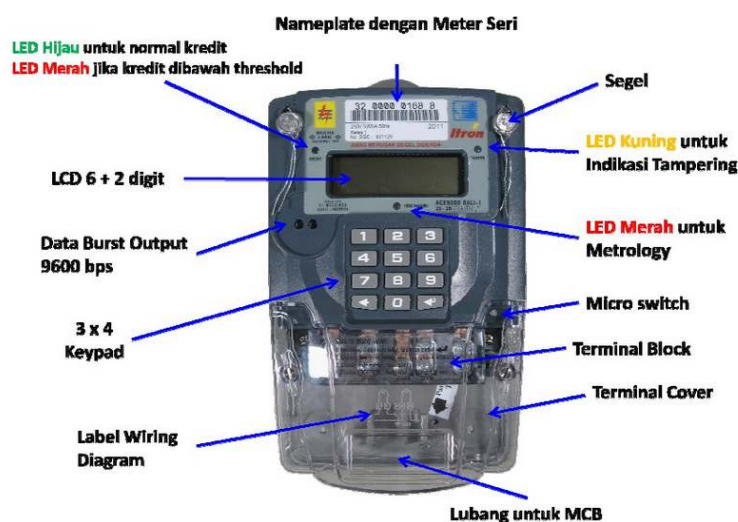 Nameplate dengan Meter Seri
LED Hijau untuk normal kredit
LED Merah jika kredit dibawah threshold
Segel
LED Kuning untuk
Indikasi Tampering
LCD 6 + 2 digit
Data Burst Output
9600 bps
LED Merah untuk
Metrology
3 x 4
Keypad
Micro switch
Terminal Block
Terminal Cover
Label Wiring
Diagram
Lubang untuk MCB
32 0000 0168 8
2011
Itron
1 2 3
4 5 6
7 8 9
0